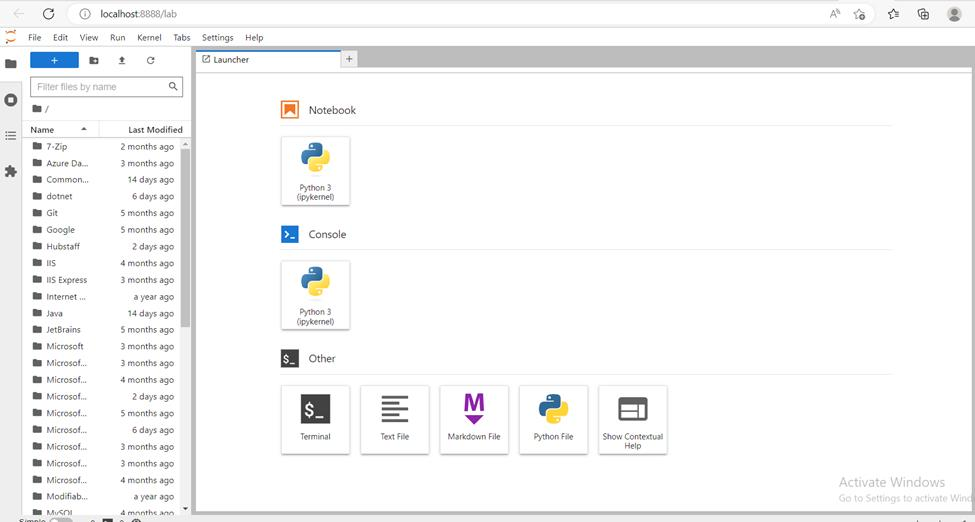 localhost:8888/lab
File Edit View Run Kernel Tabs Settings Help
Launcher
Filter files by name
/
Name Last Modified
7-Zip 2 months ago
Azure Da... 3 months ago
Common... 14 days ago
dotnet 6 days ago
Git 5 months ago
Google 5 months ago
Hubstaff 2 days ago
IIS 4 months ago
IIS Express 3 months ago
Internet ... a year ago
Java 14 days ago
JetBrains 5 months ago
Microsoft 3 months ago
Microsof... 3 months ago
Microsof... 4 months ago
Microsof... 2 days ago
Microsof... 5 months ago
Microsof... 6 days ago
Microsof... 3 months ago
Microsof... 3 months ago
Microsof... 4 months ago
Modifiab... a year ago
MySQL 4 months ago
Simple
Notebook
Python 3
(ipykernel)
Console
Python 3
(ipykernel)
$_ Other
$_
Terminal
Text File
M
Markdown File
Python File
Show Contextual
Help
Activate Windows
Go to Settings to activate Wind